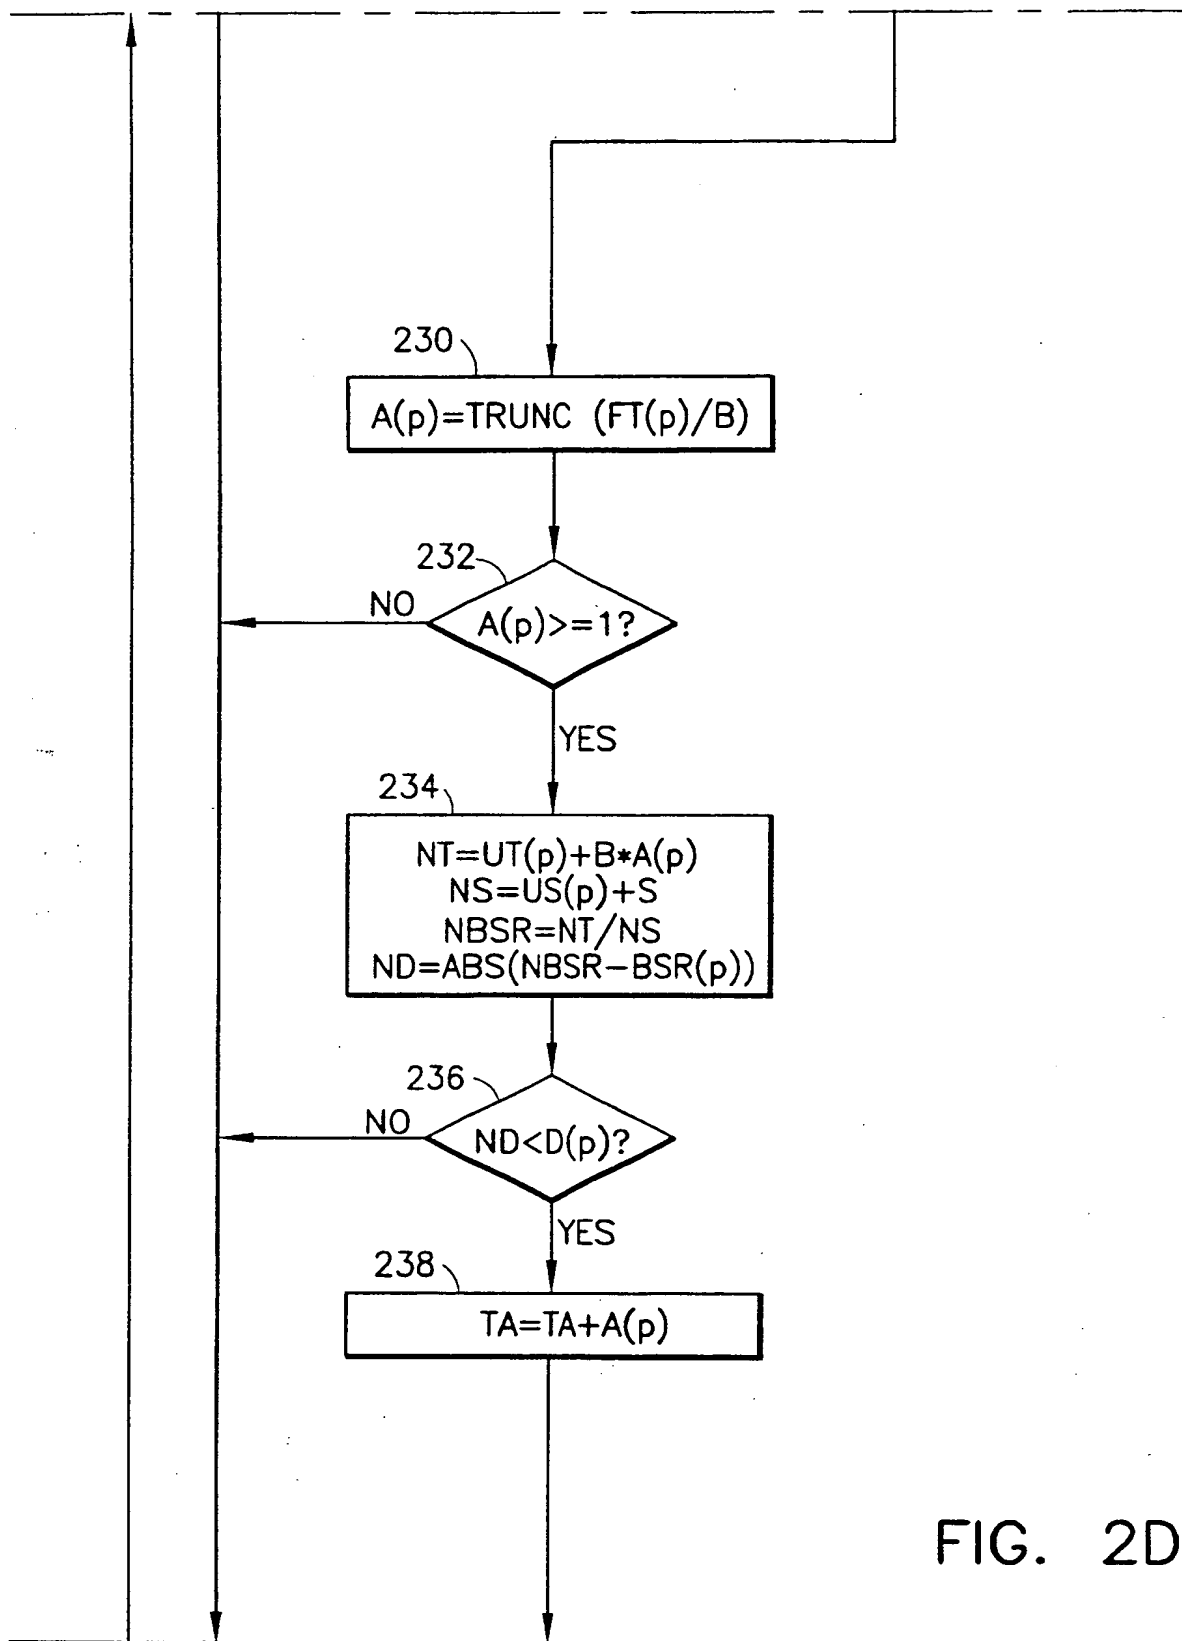 230
A(p)=TRUNC (FT(p)/B)
232
NO
A(p)>=1?
YES
234
NT=UT(p)+B*A(p)
NS=US(p)+S
NBSR=NT/NS
ND=ABS(NBSR-BSR(p))
236
NO
ND<D(p)?
YES
238
TA=TA+A(p)
FIG. 2D